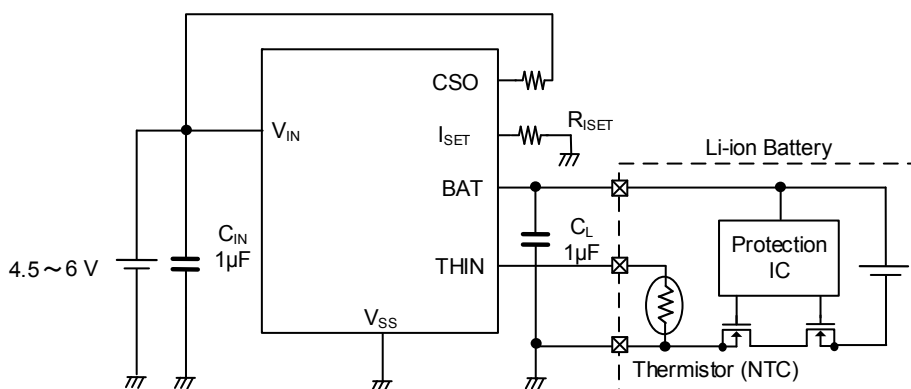 CSO
V_IN
I_SET
R_ISET
Li-ion Battery
BAT
C_IN
1μF
C_L
1μF
Protection
IC
4.5～6 V
THIN
V_SS
Thermistor (NTC)